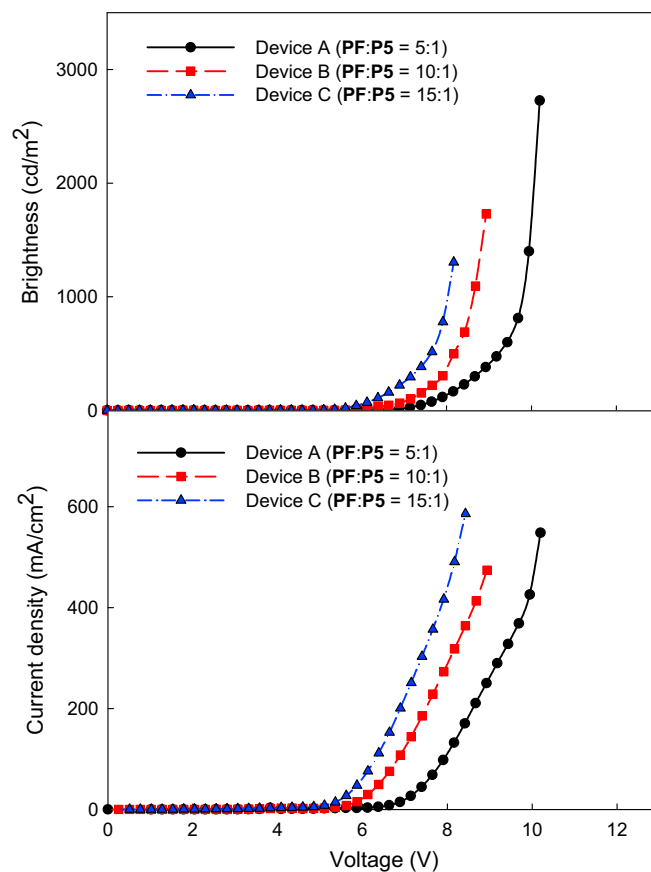 Device A (PF:P5 = 5:1)
Device B (PF:P5 = 10:1)
Device C (PF:P5 = 15:1)
Brightness (cd/m²)
3000
2000
1000
0
Device A (PF:P5 = 5:1)
Device B (PF:P5 = 10:1)
Device C (PF:P5 = 15:1)
Current density (mA/cm²)
600
400
200
0
0 2 4 6 8 10 12
Voltage (V)